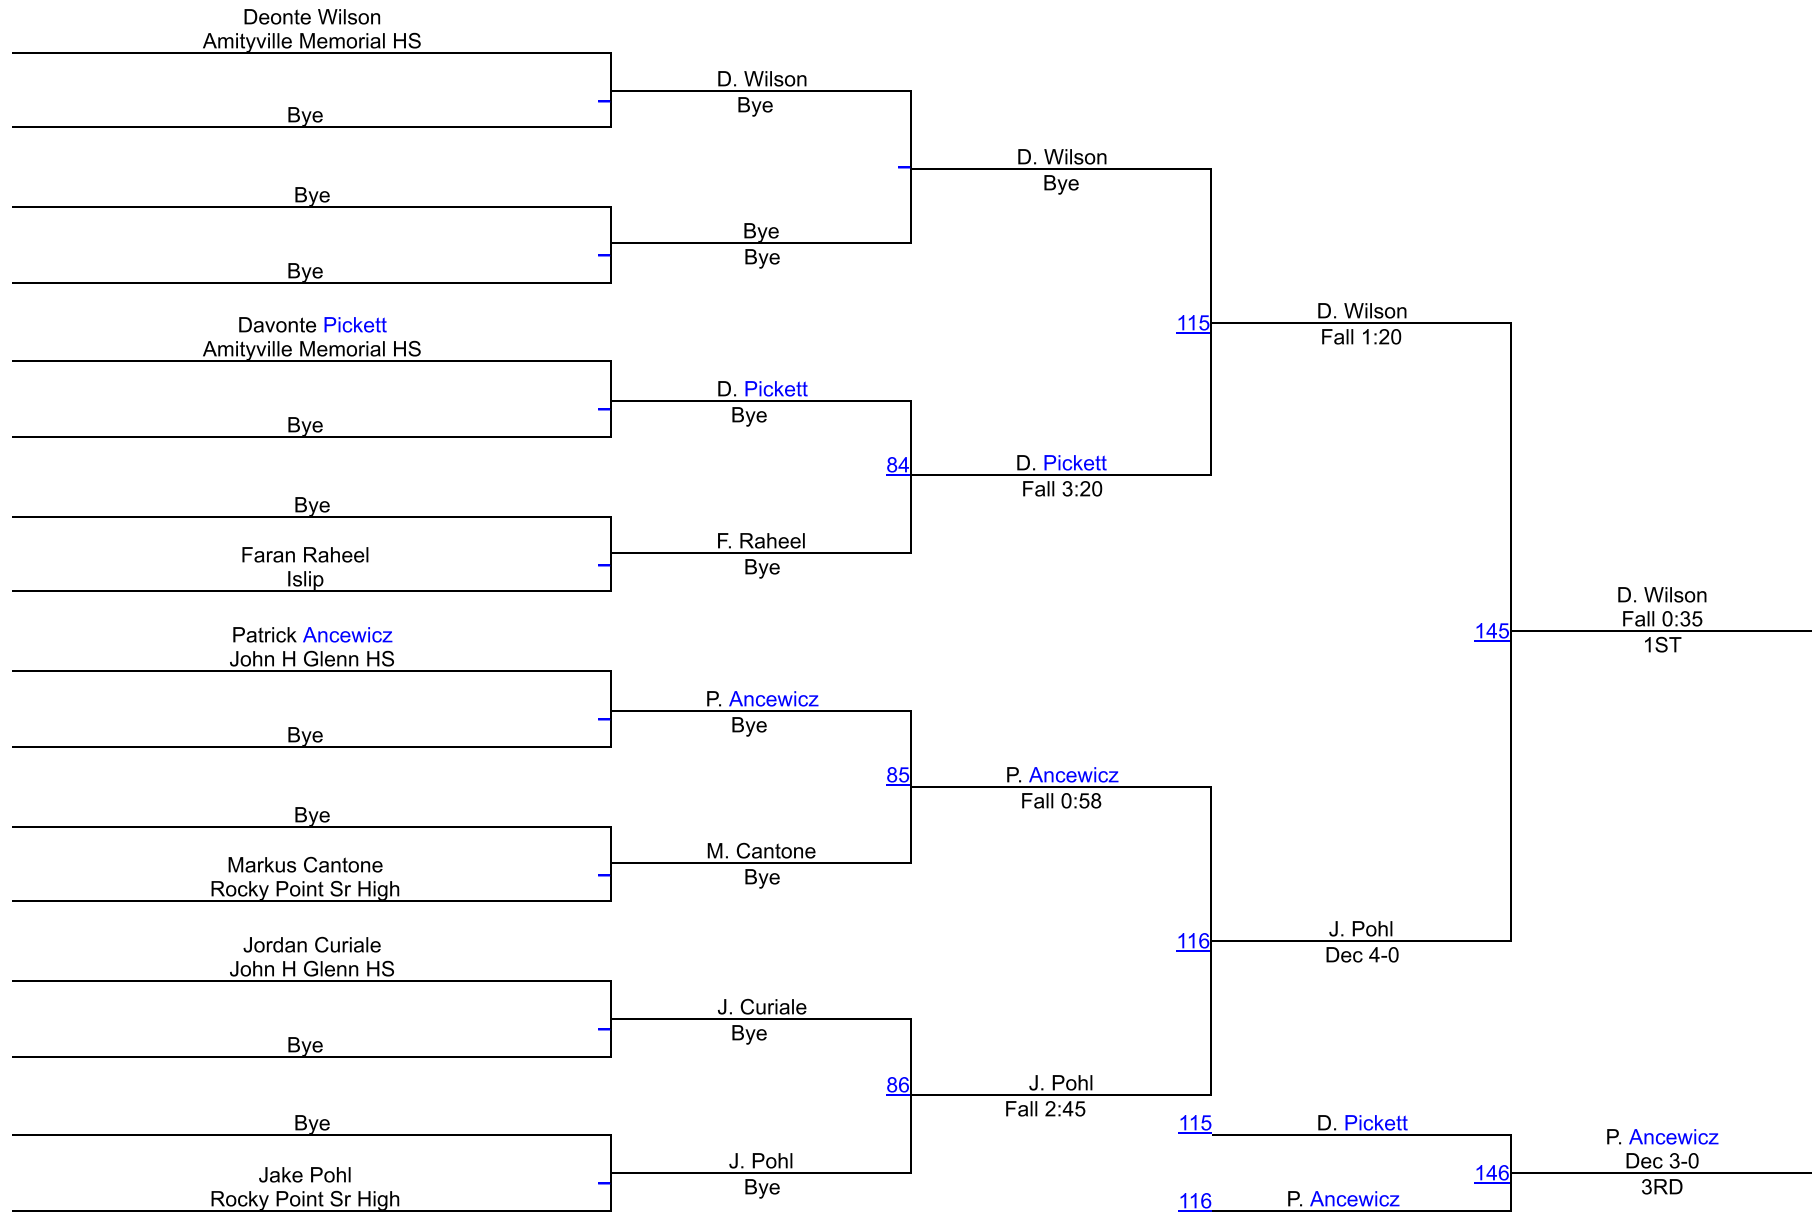 Deonte Wilson
Amityville Memorial HS
Bye
Bye
Bye
Davonte Pickett
Amityville Memorial HS
Bye
Bye
Faran Raheel
Islip
Patrick Ancewicz
John H Glenn HS
Bye
Bye
Markus Cantone
Rocky Point Sr High
Jordan Curiale
John H Glenn HS
Bye
Bye
Jake Pohl
Rocky Point Sr High
D. Wilson
Bye
Bye
Bye
D. Pickett
Bye
84
F. Raheel
Bye
P. Ancewicz
Bye
85
M. Cantone
Bye
J. Curiale
Bye
86
J. Pohl
Bye
D. Wilson
Bye
115
D. Pickett
Fall 3:20
P. Ancewicz
Fall 0:58
116
J. Pohl
Fall 2:45
D. Wilson
Fall 1:20
145
J. Pohl
Dec 4-0
D. Wilson
Fall 0:35
1ST
115
D. Pickett
146
116
P. Ancewicz
P. Ancewicz
Dec 3-0
3RD